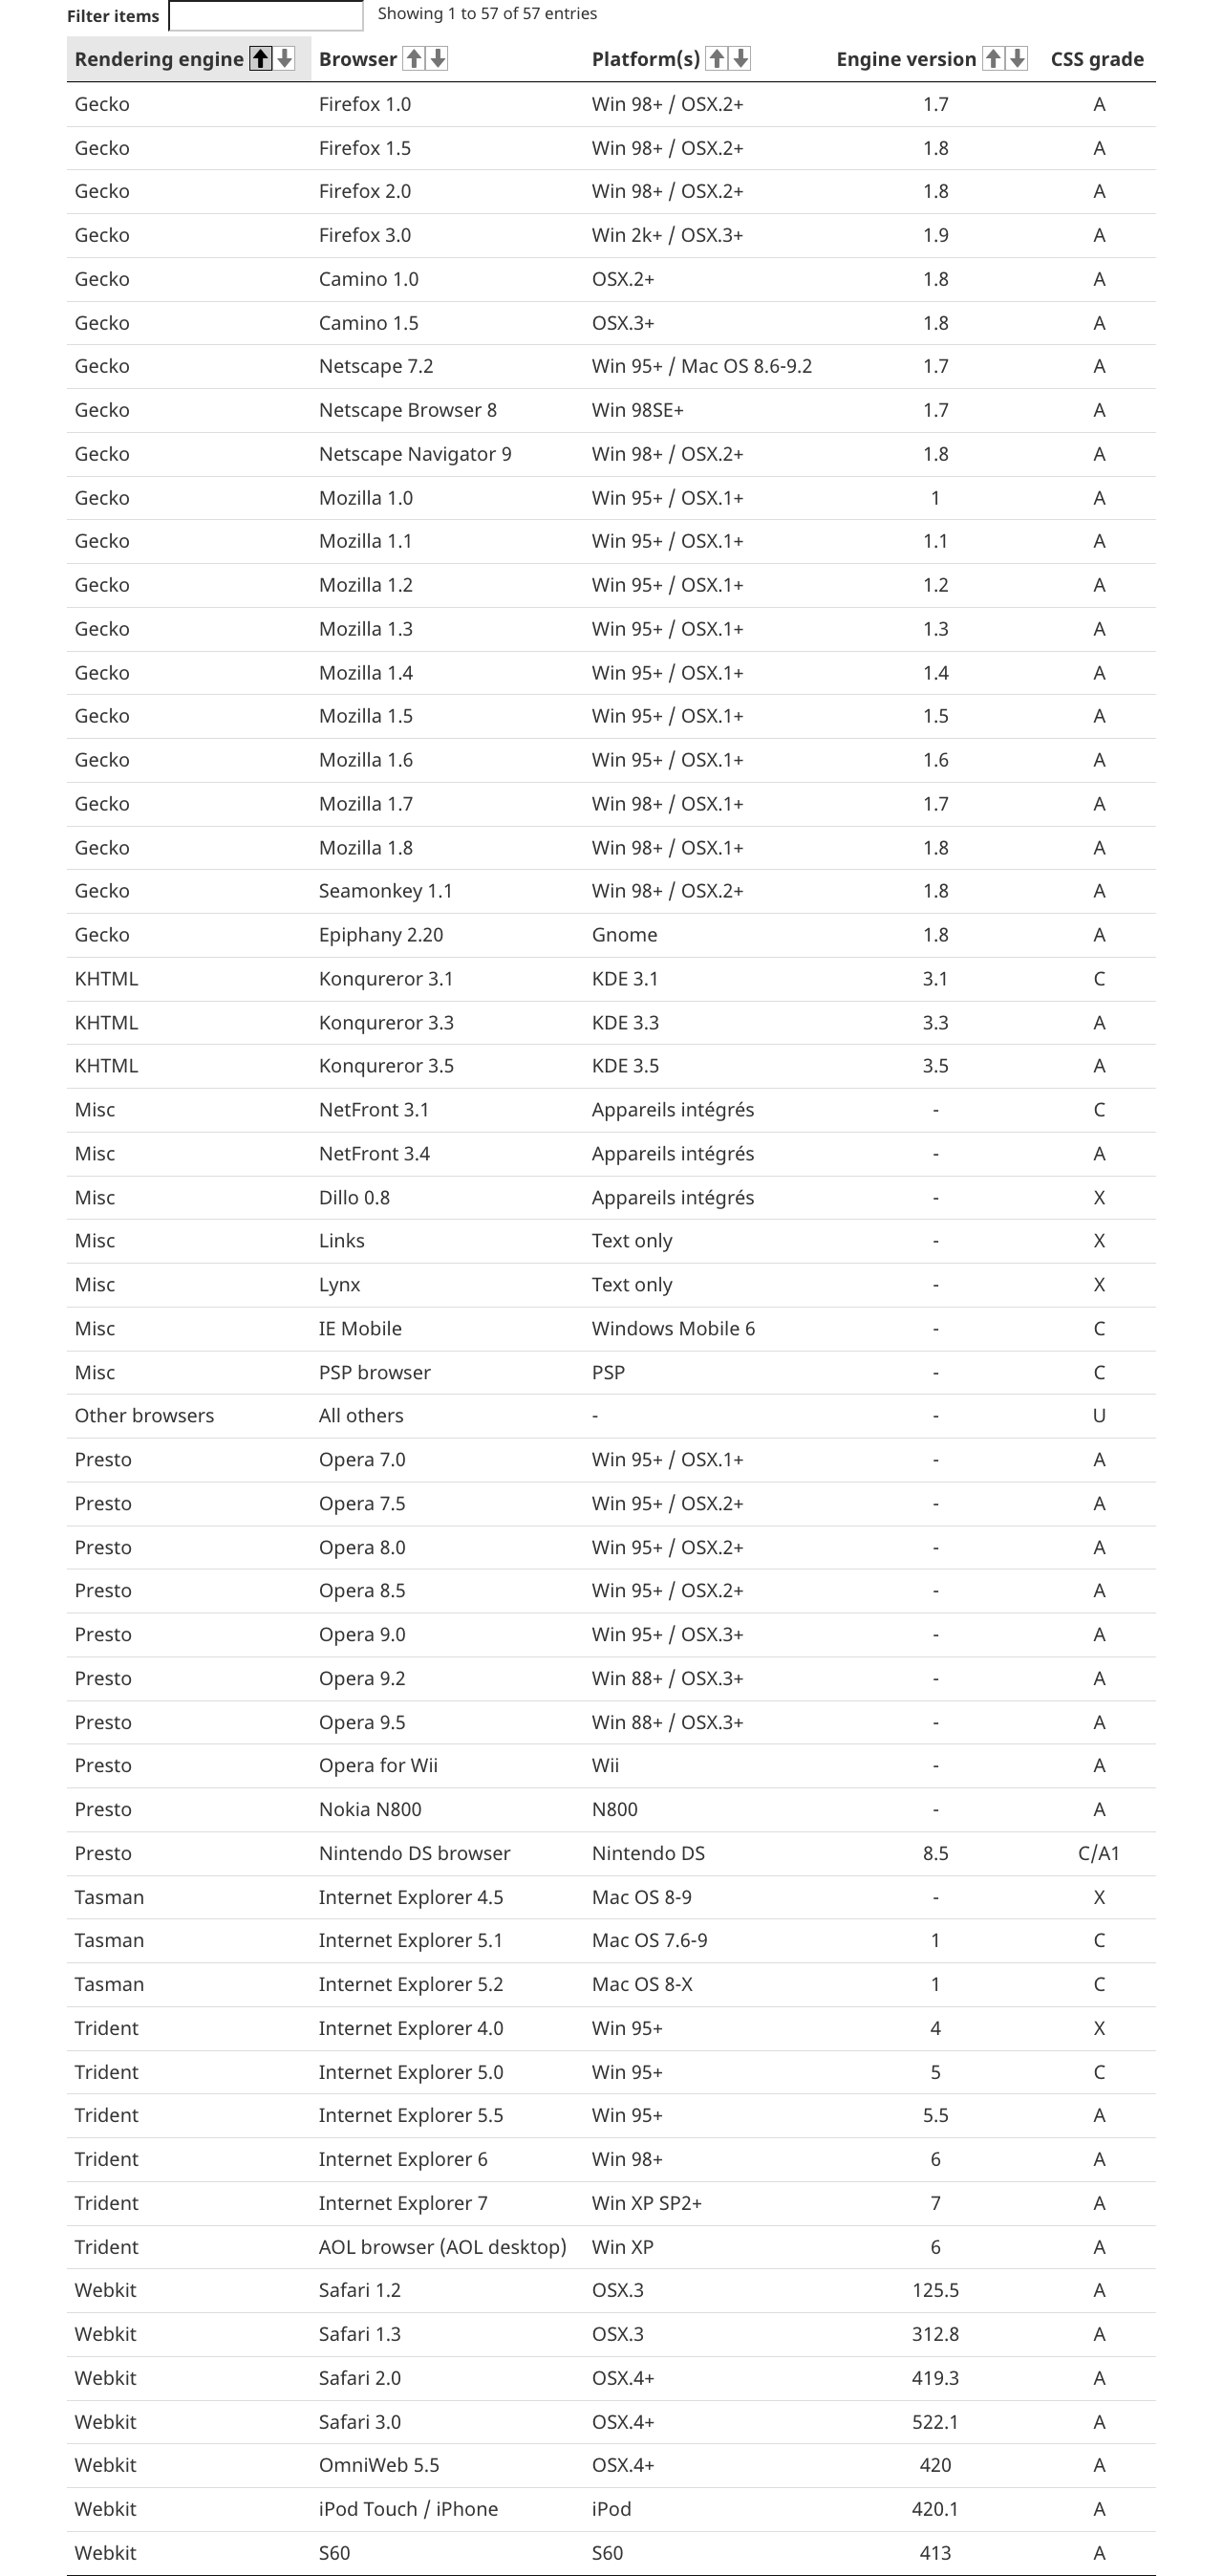 Filter items Showing 1 to 57 of 57 entries
Rendering engine Browser Platform(s) Engine version CSS grade
Gecko Firefox 1.0 Win 98+ / OSX.2+ 1.7 A
Gecko Firefox 1.5 Win 98+ / OSX.2+ 1.8 A
Gecko Firefox 2.0 Win 98+ / OSX.2+ 1.8 A
Gecko Firefox 3.0 Win 2k+ / OSX.3+ 1.9 A
Gecko Camino 1.0 OSX.2+ 1.8 A
Gecko Camino 1.5 OSX.3+ 1.8 A
Gecko Netscape 7.2 Win 95+ / Mac OS 8.6-9.2 1.7 A
Gecko Netscape Browser 8 Win 98SE+ 1.7 A
Gecko Netscape Navigator 9 Win 98+ / OSX.2+ 1.8 A
Gecko Mozilla 1.0 Win 95+ / OSX.1+ 1 A
Gecko Mozilla 1.1 Win 95+ / OSX.1+ 1.1 A
Gecko Mozilla 1.2 Win 95+ / OSX.1+ 1.2 A
Gecko Mozilla 1.3 Win 95+ / OSX.1+ 1.3 A
Gecko Mozilla 1.4 Win 95+ / OSX.1+ 1.4 A
Gecko Mozilla 1.5 Win 95+ / OSX.1+ 1.5 A
Gecko Mozilla 1.6 Win 95+ / OSX.1+ 1.6 A
Gecko Mozilla 1.7 Win 98+ / OSX.1+ 1.7 A
Gecko Mozilla 1.8 Win 98+ / OSX.1+ 1.8 A
Gecko Seamonkey 1.1 Win 98+ / OSX.2+ 1.8 A
Gecko Epiphany 2.20 Gnome 1.8 A
KHTML Konqureror 3.1 KDE 3.1 3.1 C
KHTML Konqureror 3.3 KDE 3.3 3.3 A
KHTML Konqureror 3.5 KDE 3.5 3.5 A
Misc NetFront 3.1 Appareils intégrés - C
Misc NetFront 3.4 Appareils intégrés - A
Misc Dillo 0.8 Appareils intégrés - X
Misc Links Text only - X
Misc Lynx Text only - X
Misc IE Mobile Windows Mobile 6 - C
Misc PSP browser PSP - C
Other browsers All others - - U
Presto Opera 7.0 Win 95+ / OSX.1+ - A
Presto Opera 7.5 Win 95+ / OSX.2+ - A
Presto Opera 8.0 Win 95+ / OSX.2+ - A
Presto Opera 8.5 Win 95+ / OSX.2+ - A
Presto Opera 9.0 Win 95+ / OSX.3+ - A
Presto Opera 9.2 Win 88+ / OSX.3+ - A
Presto Opera 9.5 Win 88+ / OSX.3+ - A
Presto Opera for Wii Wii - A
Presto Nokia N800 N800 - A
Presto Nintendo DS browser Nintendo DS 8.5 C/A1
Tasman Internet Explorer 4.5 Mac OS 8-9 - X
Tasman Internet Explorer 5.1 Mac OS 7.6-9 1 C
Tasman Internet Explorer 5.2 Mac OS 8-X 1 C
Trident Internet Explorer 4.0 Win 95+ 4 X
Trident Internet Explorer 5.0 Win 95+ 5 C
Trident Internet Explorer 5.5 Win 95+ 5.5 A
Trident Internet Explorer 6 Win 98+ 6 A
Trident Internet Explorer 7 Win XP SP2+ 7 A
Trident AOL browser (AOL desktop) Win XP 6 A
Webkit Safari 1.2 OSX.3 125.5 A
Webkit Safari 1.3 OSX.3 312.8 A
Webkit Safari 2.0 OSX.4+ 419.3 A
Webkit Safari 3.0 OSX.4+ 522.1 A
Webkit OmniWeb 5.5 OSX.4+ 420 A
Webkit iPod Touch / iPhone iPod 420.1 A
Webkit S60 S60 413 A